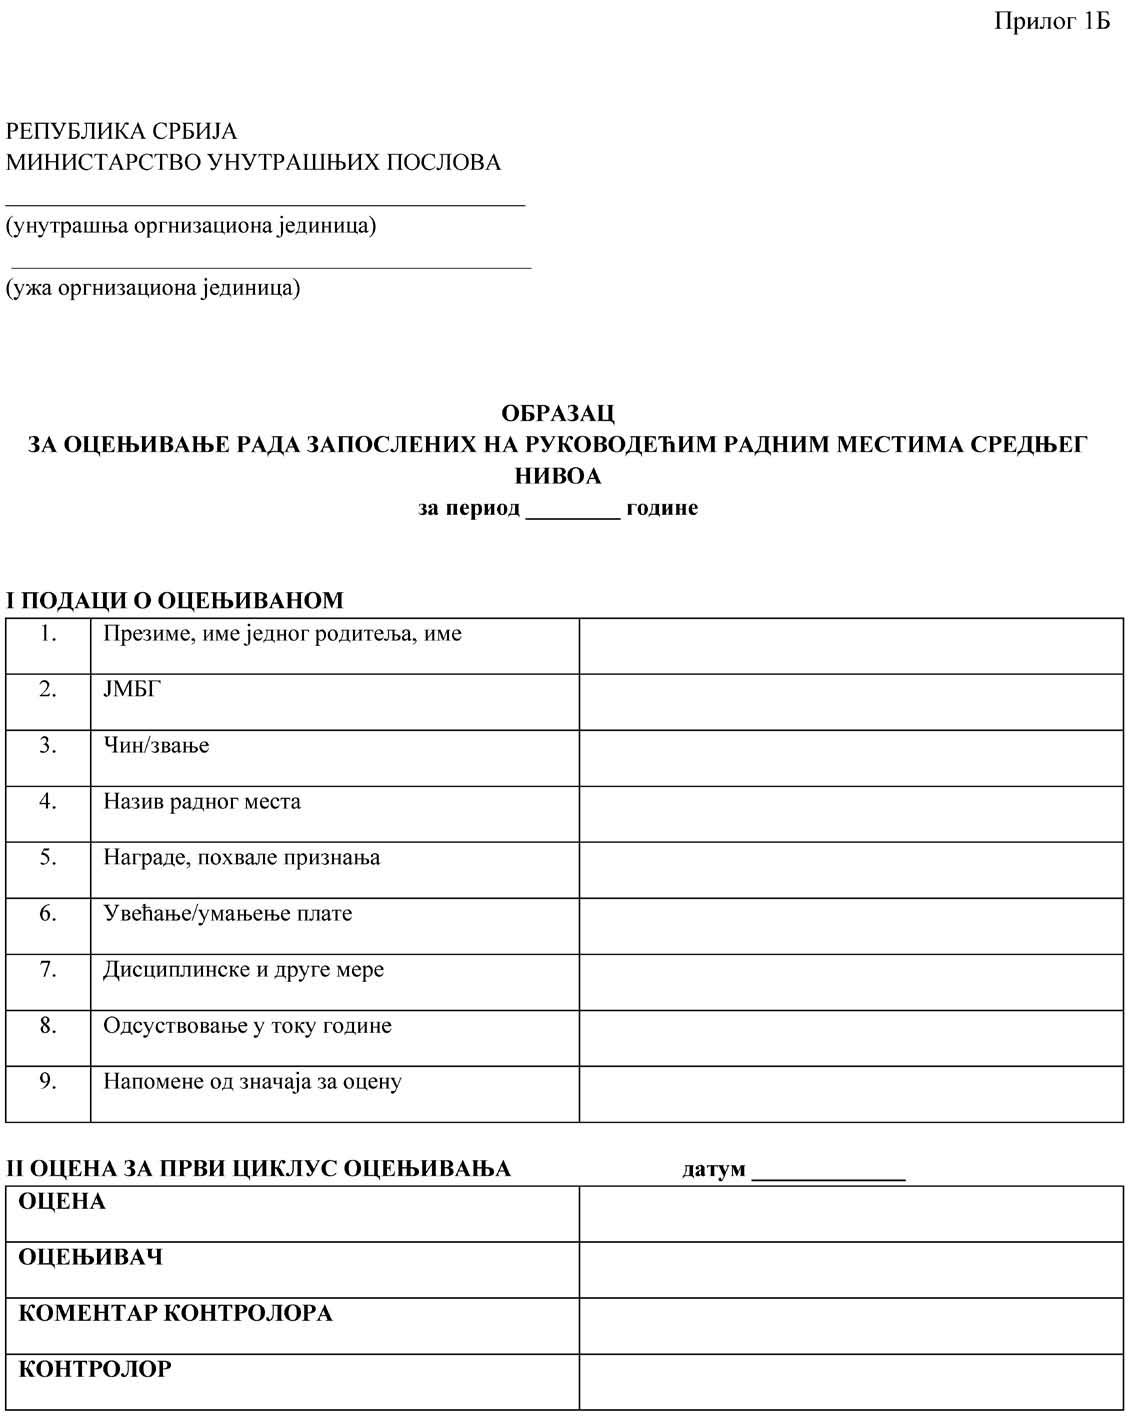 Прилог 1Б
РЕПУБЛИКА СРБИЈА
МИНИСТАРСТВО УНУТРАШЊИХ ПОСЛОВА
(унутрашња оргнизациона јединица)
(ужа оргнизациона јединица)
ОБРАЗАЦ
ЗА ОЦЕЊИВАЊЕ РАДА ЗАПОСЛЕНИХ НА РУКОВОДЕЋИМ РАДНИМ МЕСТИМА СРЕДЊЕГ
НИВОА
за период ________ године
I ПОДАЦИ О ОЦЕЊИВАНОМ
1. Презиме, име једног родитеља, име
2. ЈМБГ
3. Чин/звање
4. Назив радног места
5. Награде, похвале признања
6. Увећање/умањење плате
7. Дисциплинске и друге мере
8. Одсуствовање у току године
9. Напомене од значаја за оцену
II ОЦЕНА ЗА ПРВИ ЦИКЛУС ОЦЕЊИВАЊА датум _____________
ОЦЕНА
ОЦЕЊИВАЧ
КОМЕНТАР КОНТРОЛОРА
КОНТРОЛОР